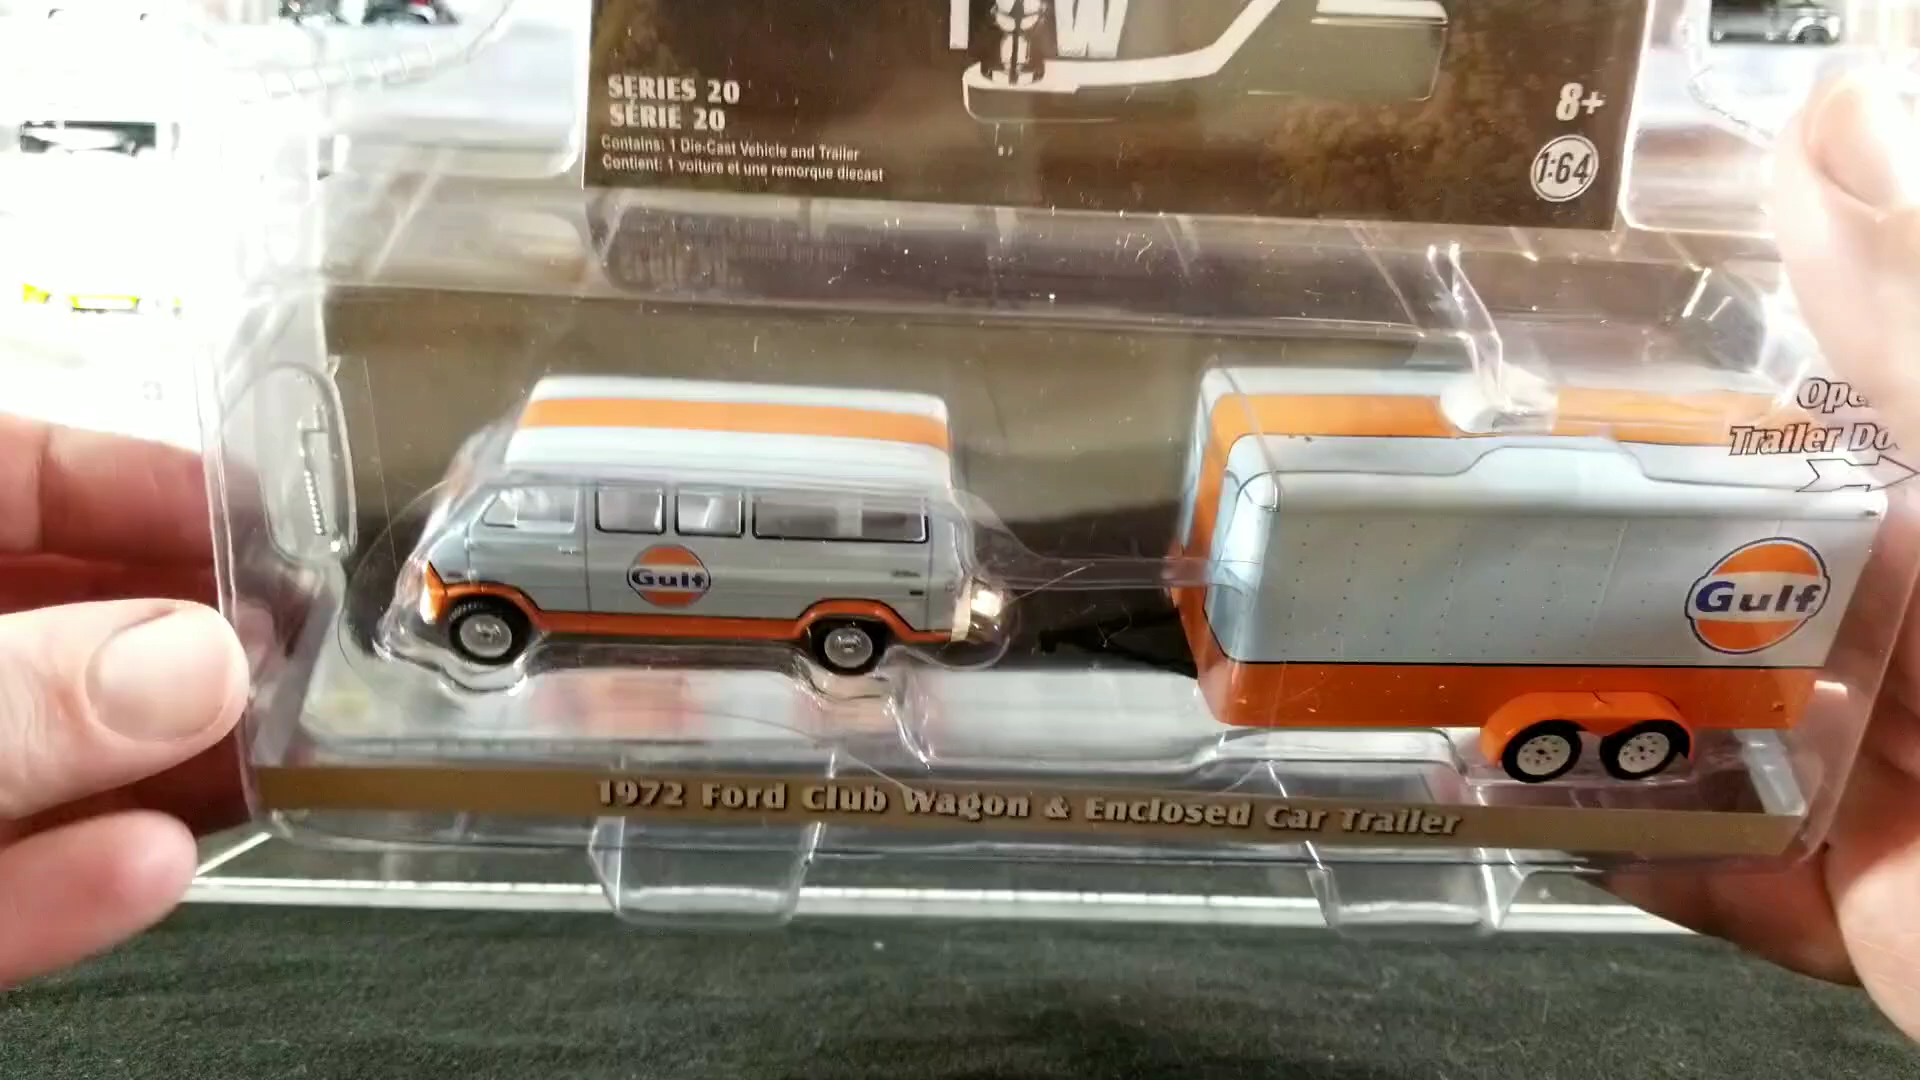 SERIES 20
SÉRIE 20
Contains: 1 Die-Cast Vehicle and Trailer
Contient: 1 voiture et une remorque diecast
8+
1:64
Trailer
Gulf
Gulf
1972 Ford Club Wagon & Enclosed Car Trailer